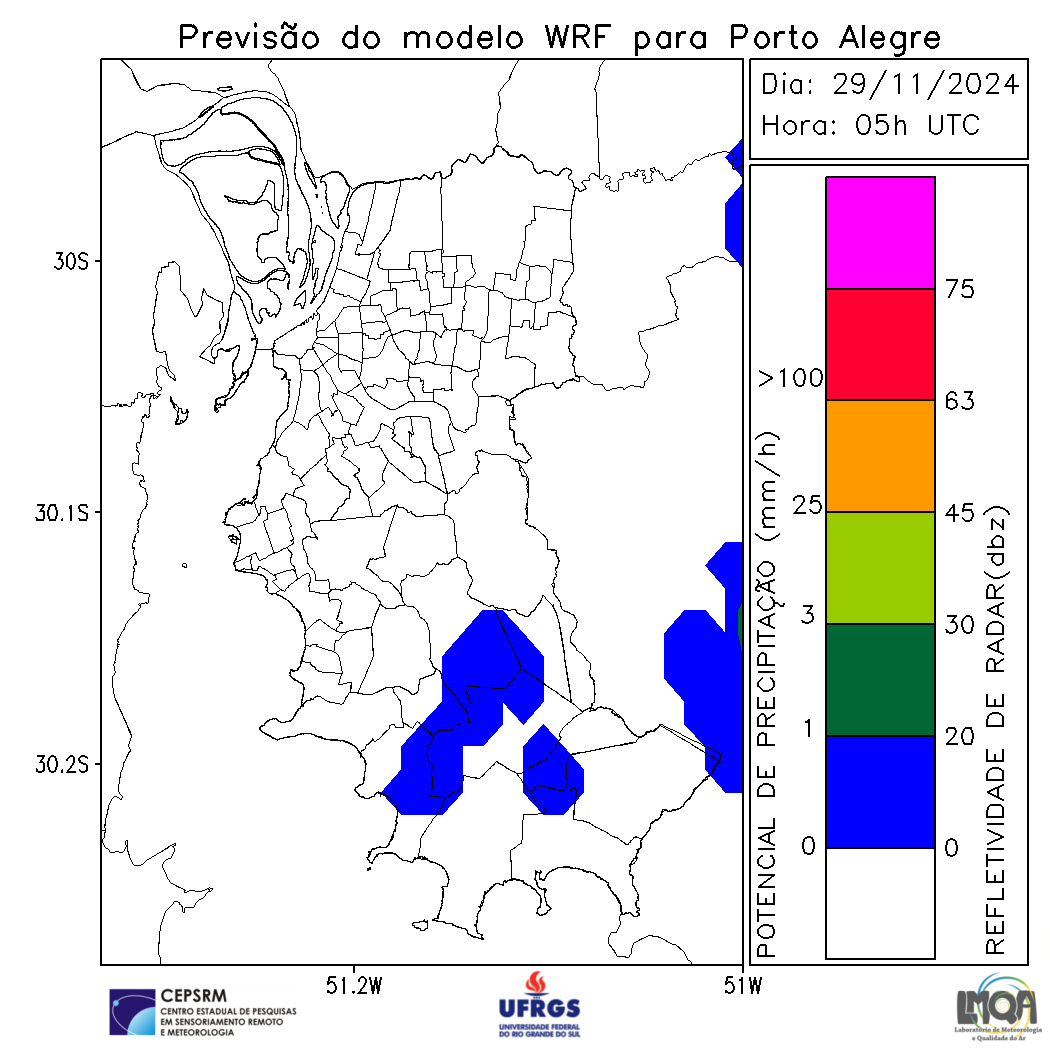 Previsão do modelo WRF para Porto Alegre
Dia: 29/11/2024
Hora: 05h UTC
30S
30.1S
30.2S
51.2W
51W
POTENCIAL DE PRECIPITAÇÃO (mm/h)
>100
25
3
1
0
75
63
45
30
20
0
REFLETIVIDADE DE RADAR(dbz)
CEPSRM
CENTRO ESTADUAL DE PESQUISAS
EM SENSORIAMENTO REMOTO
E METEOROLOGIA
UFRGS
UNIVERSIDADE FEDERAL
DO RIO GRANDE DO SUL
LMQA
Laboratório de Meteorologia
e Qualidade do Ar